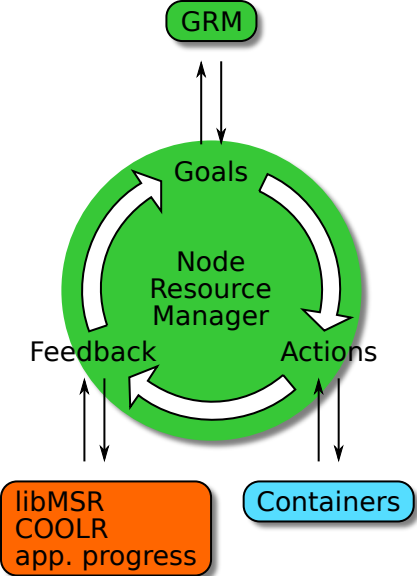 GRM
Goals
Node
Resource
Manager
Feedback
Actions
libMSR
COOLR
app. progress
Containers